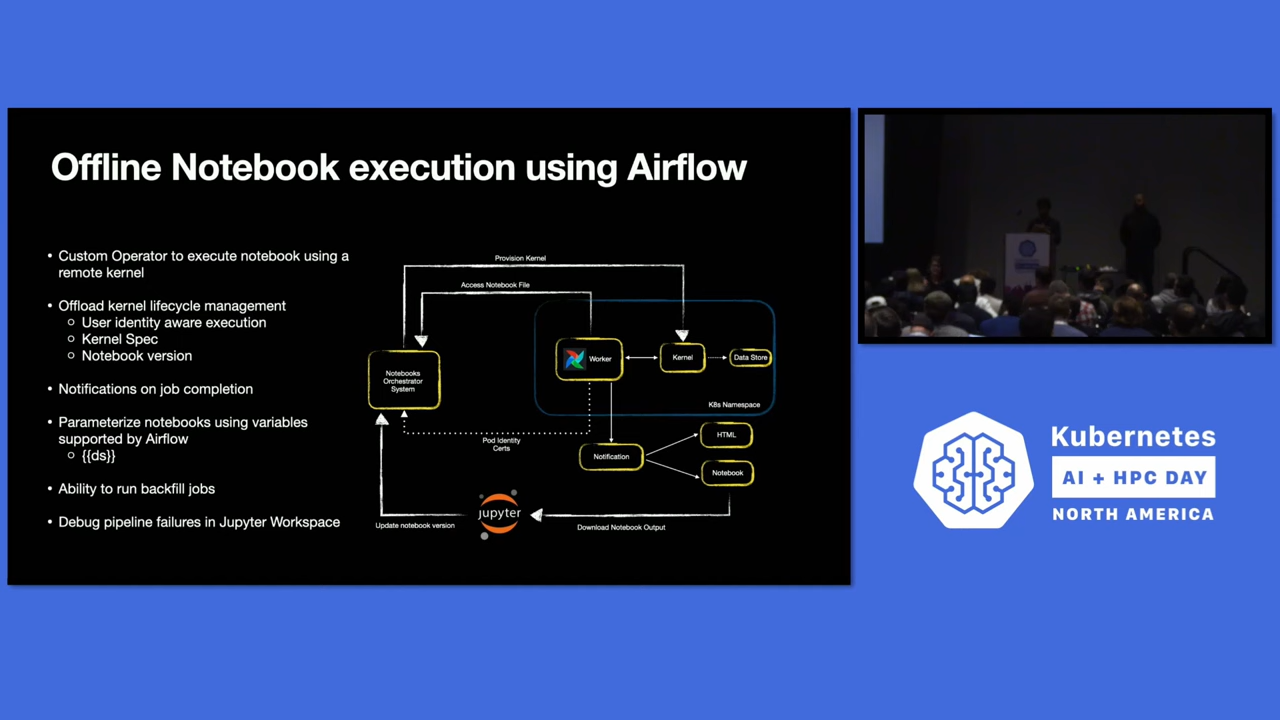 Offline Notebook execution using Airflow
• Custom Operator to execute notebook using a
remote kernel
• Offload kernel lifecycle management
○ User identity aware execution
○ Kernel Spec
○ Notebook version
• Notifications on job completion
• Parameterize notebooks using variables
supported by Airflow
○ {{ds}}
• Ability to run backfill jobs
• Debug pipeline failures in Jupyter Workspace
Provision Kernel
Access Notebook File
Notebooks
Orchestrator
System
Worker
Kernel
Data Store
K8s Namespace
Pod Identity
Certs
Notification
HTML
Notebook
jupyter
Update notebook version
Download Notebook Output
Kubernetes
AI + HPC DAY
NORTH AMERICA